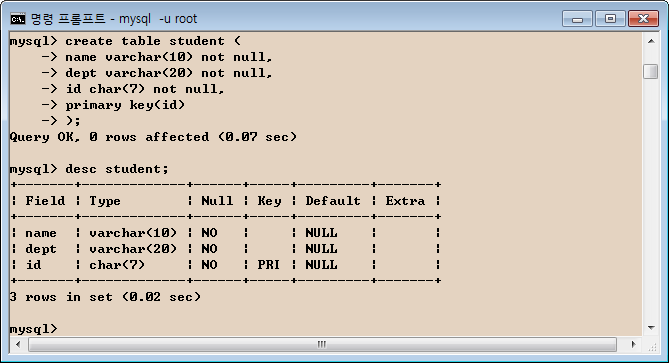 명령 프롬프트 - mysql  -u root
mysql> create table student (
    -> name varchar(10) not null,
    -> dept varchar(20) not null,
    -> id char(7) not null,
    -> primary key(id)
    -> );
Query OK, 0 rows affected (0.07 sec)

mysql> desc student;
+-------+-------------+------+-----+---------+-------+
| Field | Type        | Null | Key | Default | Extra |
+-------+-------------+------+-----+---------+-------+
| name  | varchar(10) | NO   |     | NULL    |       |
| dept  | varchar(20) | NO   |     | NULL    |       |
| id    | char(7)     | NO   | PRI | NULL    |       |
+-------+-------------+------+-----+---------+-------+
3 rows in set (0.02 sec)

mysql>